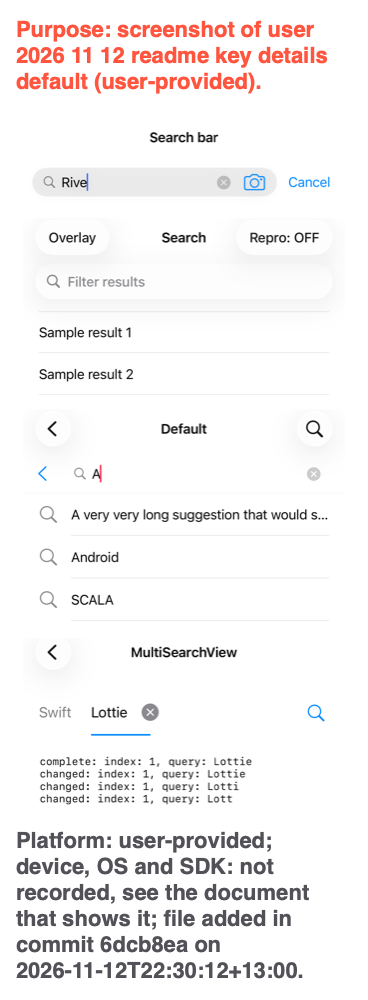 Purpose: screenshot of user
2026 11 12 readme key details
default (user-provided).
Search bar
Rive
Cancel
Overlay
Search
Repro: OFF
Filter results
Sample result 1
Sample result 2
Default
A
A very very long suggestion that would s...
Android
SCALA
MultiSearchView
Swift
Lottie
complete: index: 1, query: Lottie
changed: index: 1, query: Lottie
changed: index: 1, query: Lotti
changed: index: 1, query: Lott
Platform: user-provided;
device, OS and SDK: not
recorded, see the document
that shows it; file added in
commit 6dcb8ea on
2026-11-12T22:30:12+13:00.